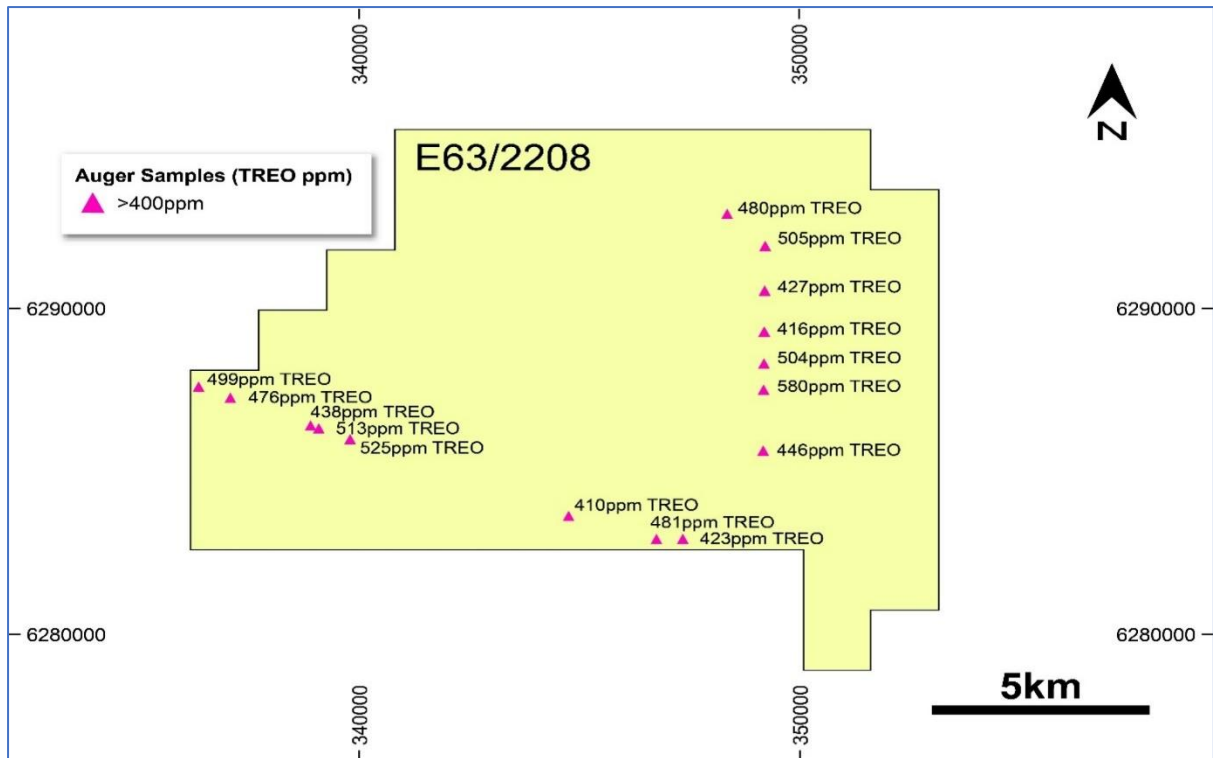 340000
350000
N
E63/2208
Auger Samples (TREO ppm)
>400ppm
480ppm TREO
505ppm TREO
427ppm TREO
6290000
6290000
416ppm TREO
504ppm TREO
499ppm TREO
580ppm TREO
476ppm TREO
438ppm TREO
513ppm TREO
525ppm TREO
446ppm TREO
410ppm TREO
481ppm TREO
423ppm TREO
6280000
6280000
5km
340000
350000